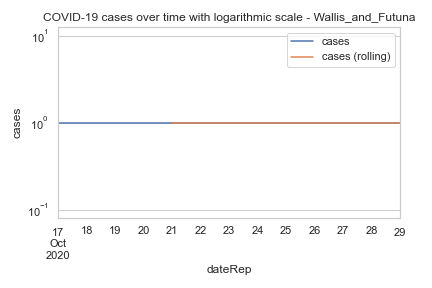 COVID-19 cases over time with logarithmic scale - Wallis_and_Futuna
cases
cases (rolling)
10¹
10⁰
10⁻¹
cases
17 18 19 20 21 22 23 24 25 26 27 28 29
Oct
2020
dateRep